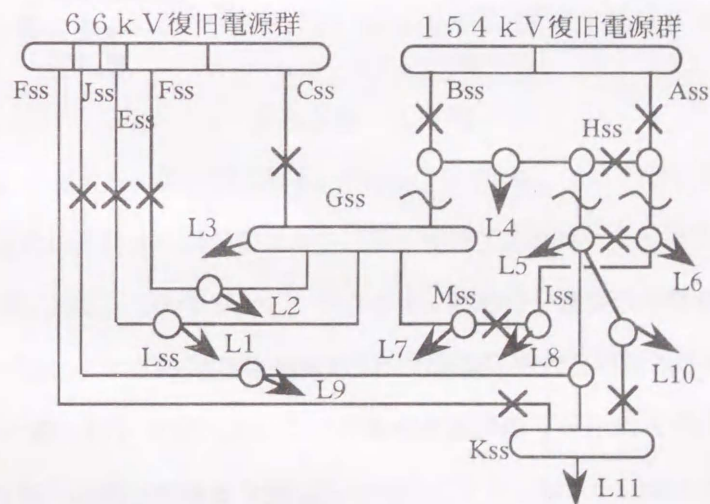 66kV復旧電源群
154kV復旧電源群
Fss
Jss
Ess
Fss
Css
Bss
Ass
Hss
Gss
L3
L4
L5
L6
L2
Mss
Iss
L1
L7
L8
Lss
L9
L10
Kss
L11